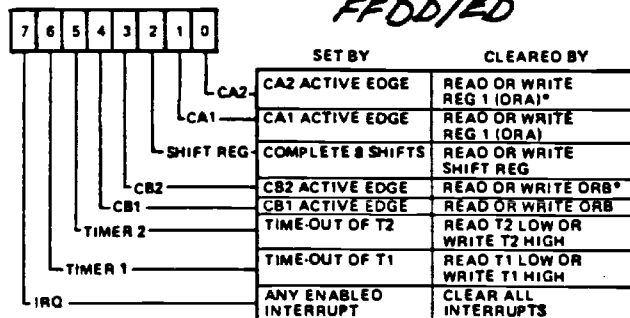 FFDD/ED
7 6 5 4 3 2 1 0
SET BY CLEARED BY
CA2 CA2 ACTIVE EDGE READ OR WRITE
REG 1 (ORA)*
CA1 CA1 ACTIVE EDGE READ OR WRITE
REG 1 (ORA)
SHIFT REG COMPLETE 8 SHIFTS READ OR WRITE
SHIFT REG
CB2 CB2 ACTIVE EDGE READ OR WRITE ORB*
CB1 CB1 ACTIVE EDGE READ OR WRITE ORB
TIMER 2 TIME-OUT OF T2 READ T2 LOW OR
WRITE T2 HIGH
TIMER 1 TIME-OUT OF T1 READ T1 LOW OR
WRITE T1 HIGH
IRQ ANY ENABLED CLEAR ALL
INTERRUPT INTERRUPTS